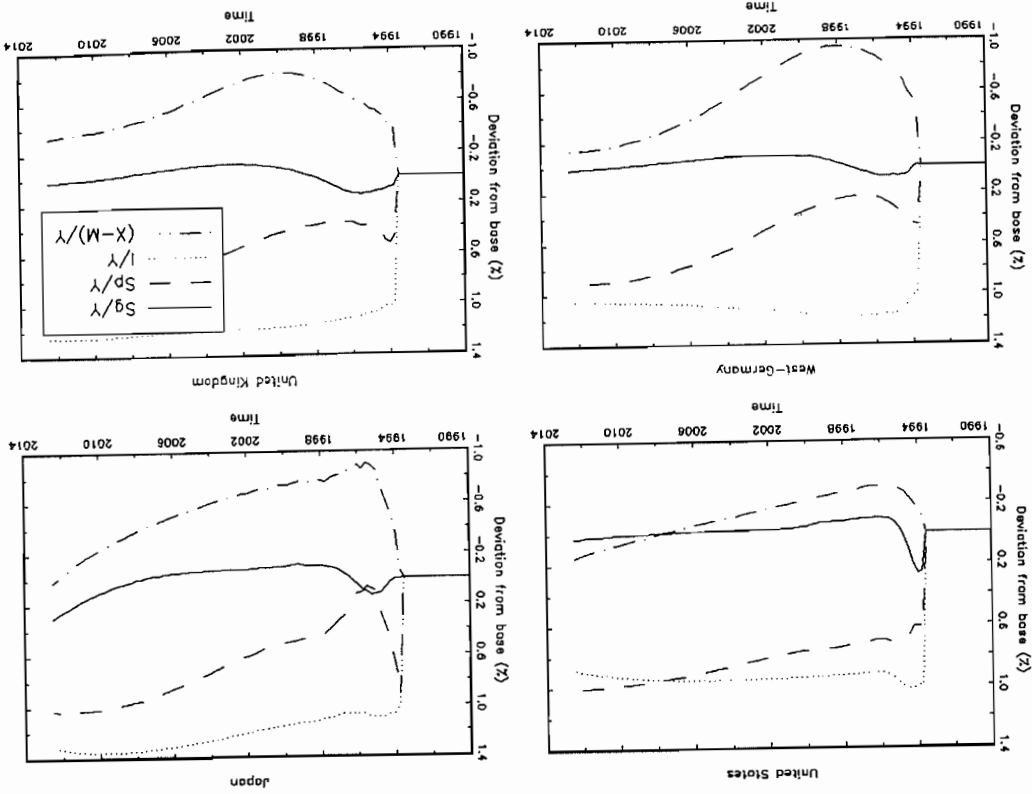 United States
Deviation from base (%)
1.4
1.0
0.6
0.2
-0.2
-0.6
1990 1994 1998 2002 2006 2010 2014
Time
Japan
Deviation from base (%)
1.4
1.0
0.6
0.2
-0.2
-0.6
-1.0
1990 1994 1998 2002 2006 2010 2014
Time
West-Germany
Deviation from base (%)
1.4
1.0
0.6
0.2
-0.2
-0.6
-1.0
1990 1994 1998 2002 2006 2010 2014
Time
United Kingdom
Deviation from base (%)
1.4
1.0
0.6
0.2
-0.2
-0.6
-1.0
Sg/Y
Sp/Y
I/Y
(X-M)/Y
1990 1994 1998 2002 2006 2010 2014
Time